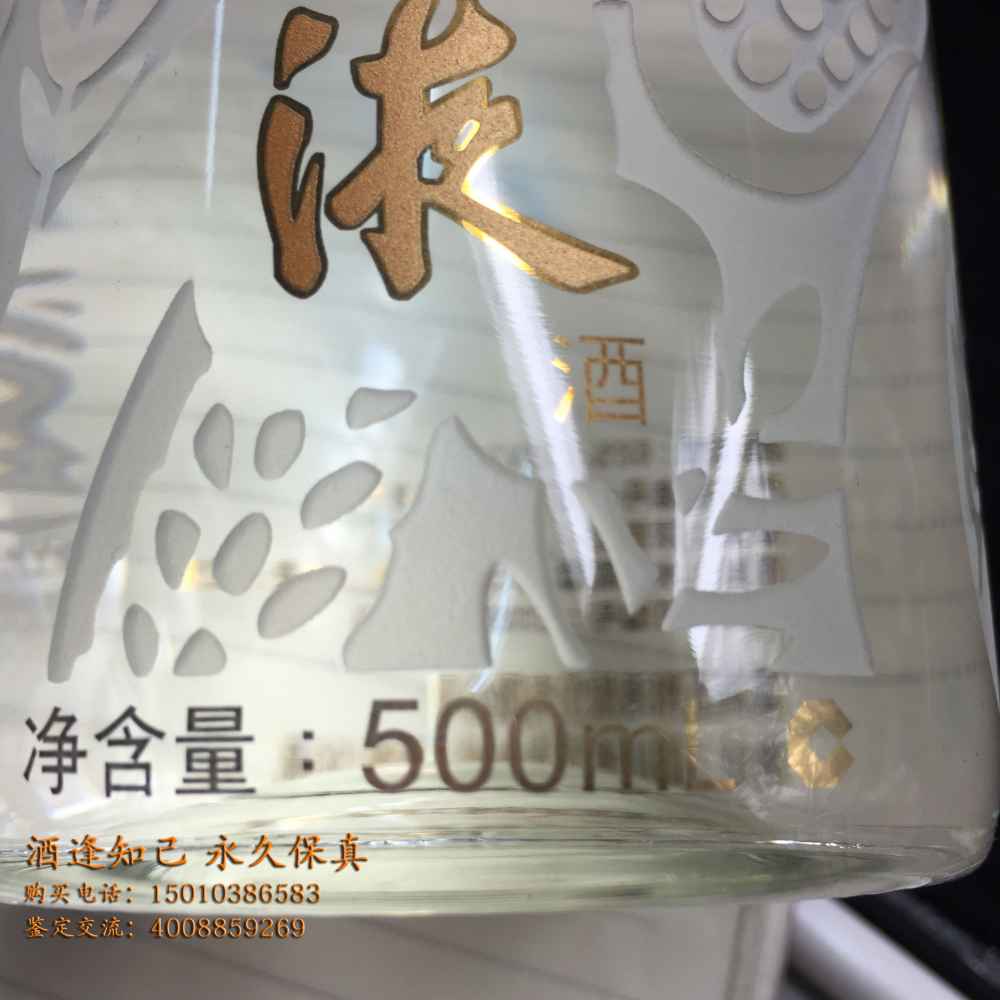 液
酒
净含量：500mL C
酒逢知己 永久保真
购买电话：15010386583
鉴定交流：4008859269